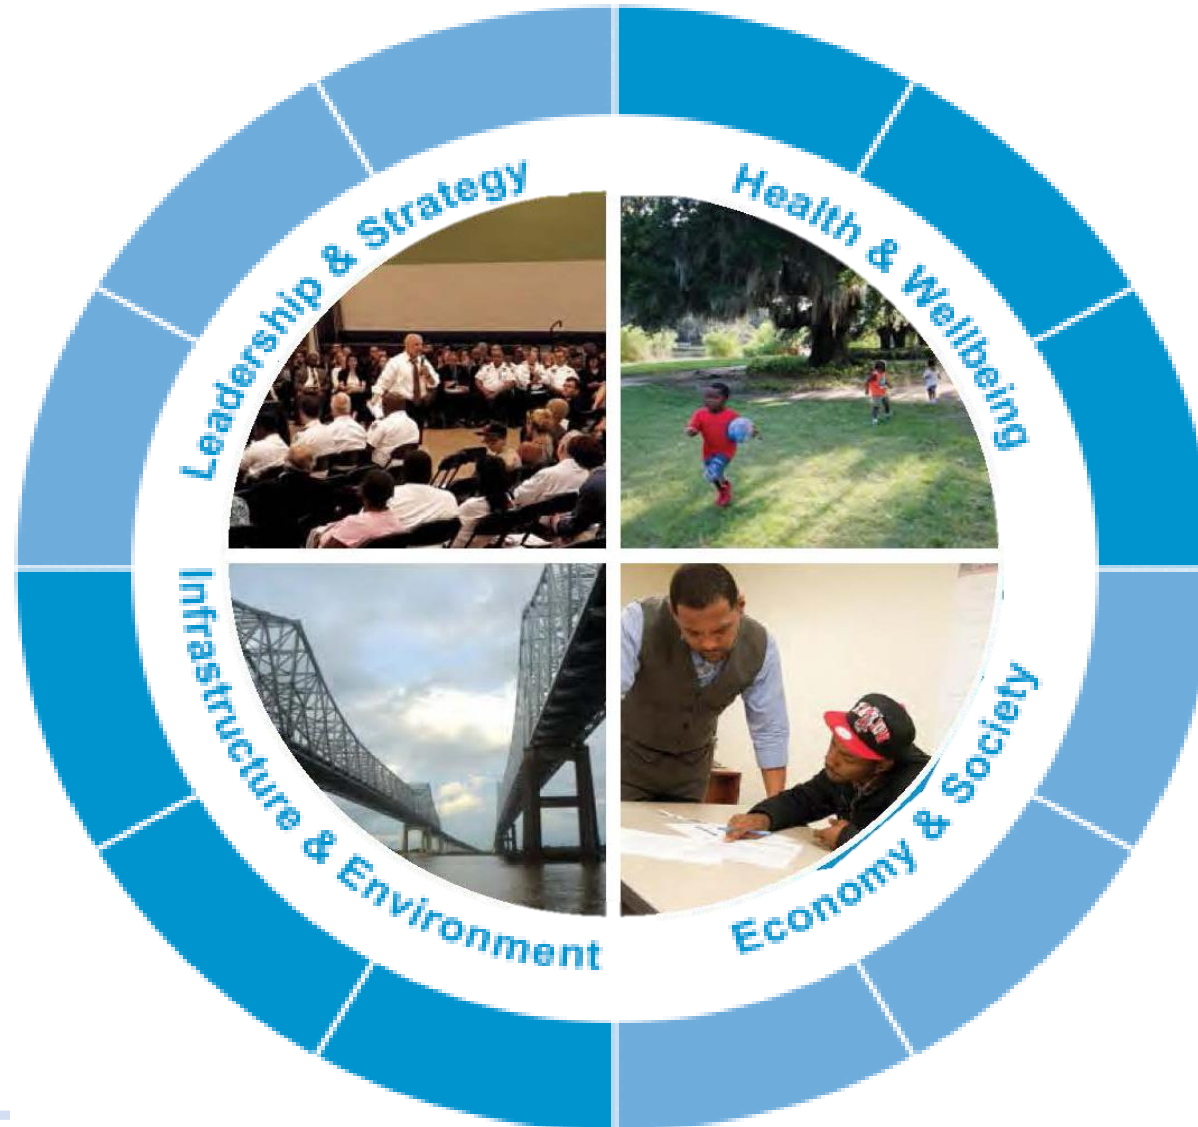 Leadership & Strategy
Health & Wellbeing
Infrastructure & Environment
Economy & Society